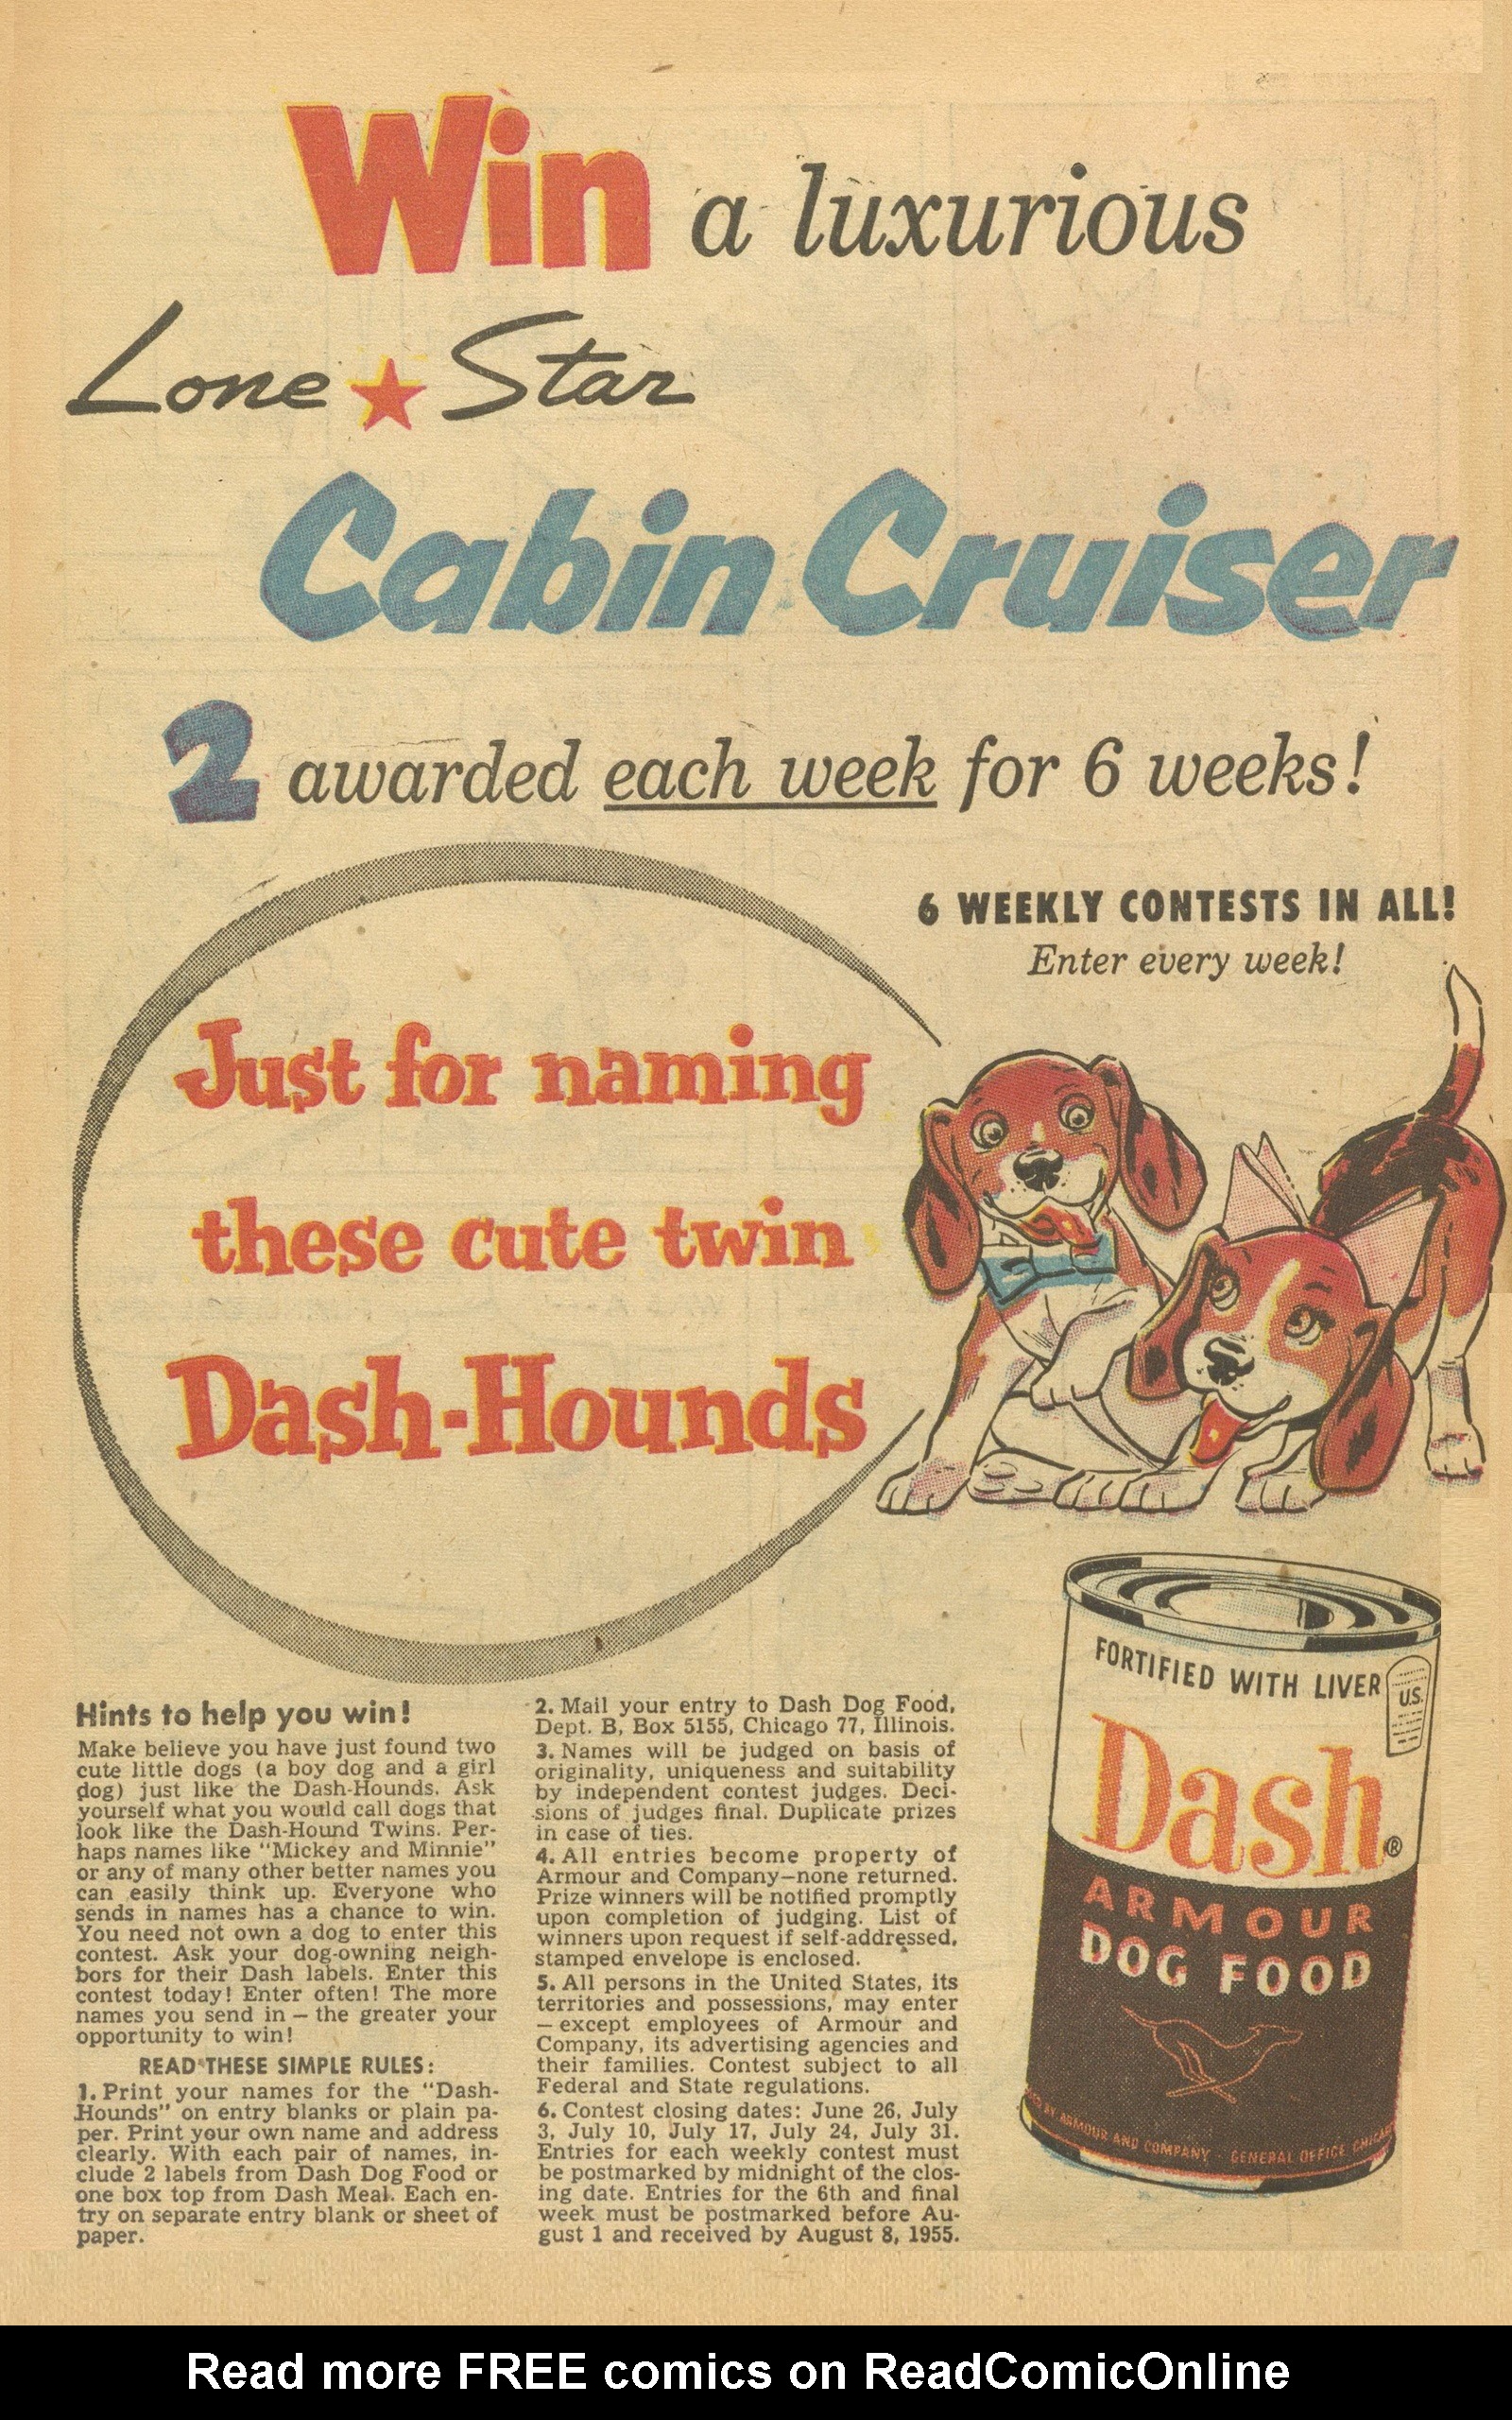 Win a luxurious
Lone Star
Cabin Cruiser
2 awarded each week for 6 weeks!
6 WEEKLY CONTESTS IN ALL!
Enter every week!
Just for naming
these cute twin
Dash-Hounds
Hints to help you win!
Make believe you have just found two
cute little dogs (a boy dog and a girl
dog) just like the Dash-Hounds. Ask
yourself what you would call dogs that
look like the Dash-Hound Twins. Per-
haps names like "Mickey and Minnie"
or any of many other better names you
can easily think up. Everyone who
sends in names has a chance to win.
You need not own a dog to enter this
contest. Ask your dog-owning neigh-
bors for their Dash labels. Enter this
contest today! Enter often! The more
names you send in — the greater your
opportunity to win!
READ THESE SIMPLE RULES:
1. Print your names for the "Dash-
Hounds" on entry blanks or plain pa-
per. Print your own name and address
clearly. With each pair of names, in-
clude 2 labels from Dash Dog Food or
one box top from Dash Meal. Each en-
try on separate entry blank or sheet of
paper.
2. Mail your entry to Dash Dog Food,
Dept. B, Box 5155, Chicago 77, Illinois.
3. Names will be judged on basis of
originality, uniqueness and suitability
by independent contest judges. Deci-
sions of judges final. Duplicate prizes
in case of ties.
4. All entries become property of
Armour and Company—none returned.
Prize winners will be notified promptly
upon completion of judging. List of
winners upon request if self-addressed,
stamped envelope is enclosed.
5. All persons in the United States, its
territories and possessions, may enter
— except employees of Armour and
Company, its advertising agencies and
their families. Contest subject to all
Federal and State regulations.
6. Contest closing dates: June 26, July
3, July 10, July 17, July 24, July 31.
Entries for each weekly contest must
be postmarked by midnight of the clos-
ing date. Entries for the 6th and final
week must be postmarked before Au-
gust 1 and received by August 8, 1955.
FORTIFIED WITH LIVER
U.S.
Dash®
ARMOUR
DOG FOOD
BY ARMOUR AND COMPANY · GENERAL OFFICE
Read more FREE comics on ReadComicOnline